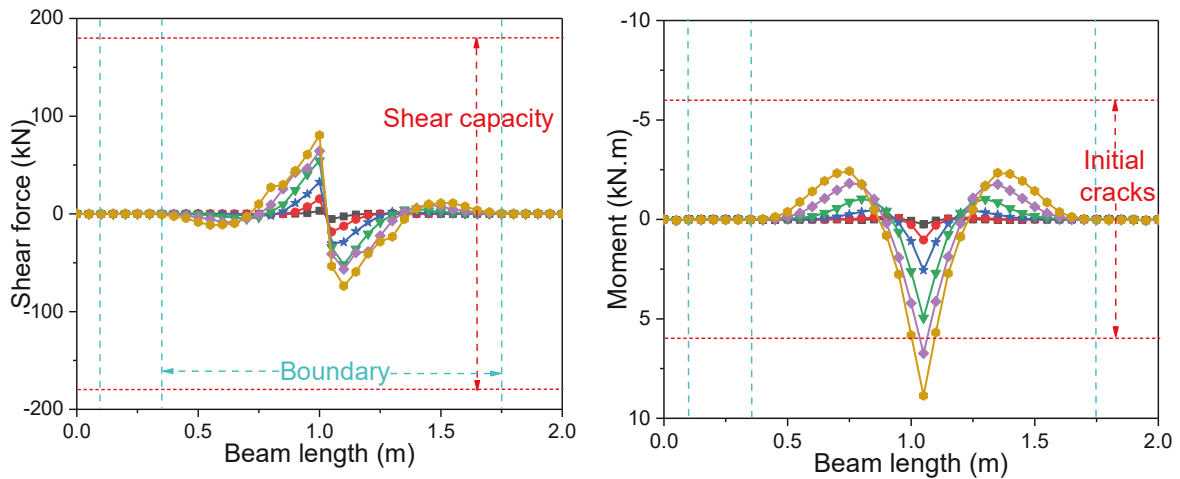 200
100
0
-100
-200
Shear force (kN)
Shear capacity
Boundary
0.0 0.5 1.0 1.5 2.0
Beam length (m)
-10
-5
0
5
10
Moment (kN.m)
Initial
cracks
0.0 0.5 1.0 1.5 2.0
Beam length (m)